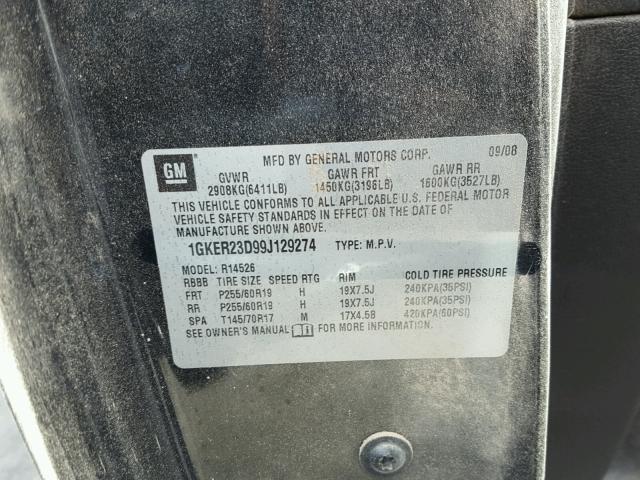 GM
MFD BY GENERAL MOTORS CORP. 09/08
GVWR GAWR FRT GAWR RR
2908KG(6411LB) 1450KG(3196LB) 1600KG(3527LB)
THIS VEHICLE CONFORMS TO ALL APPLICABLE U.S. FEDERAL MOTOR
VEHICLE SAFETY STANDARDS IN EFFECT ON THE DATE OF
MANUFACTURE SHOWN ABOVE.
1GKER23D99J129274 TYPE: M.P.V.
MODEL: R14526
RBBB TIRE SIZE SPEED RTG RIM COLD TIRE PRESSURE
FRT P255/60R19 H 19X7.5J 240KPA(35PSI)
RR P255/60R19 H 19X7.5J 240KPA(35PSI)
SPA T145/70R17 M 17X4.5B 420KPA(60PSI)
SEE OWNER'S MANUAL FOR MORE INFORMATION.